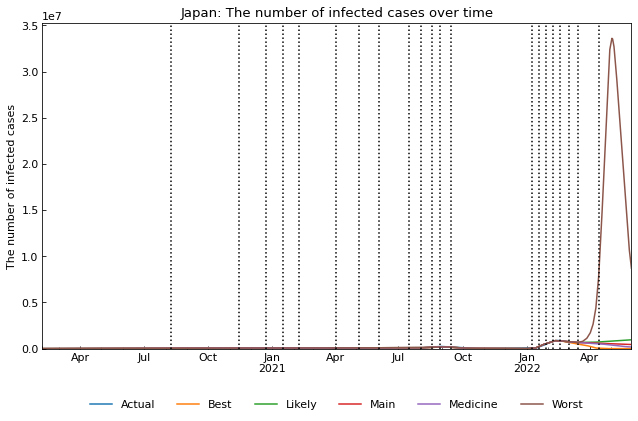 Japan: The number of infected cases over time
1e7
The number of infected cases
3.5
3.0
2.5
2.0
1.5
1.0
0.5
0.0
Apr Jul Oct Jan Apr Jul Oct Jan Apr
2021 2022
Actual Best Likely Main Medicine Worst